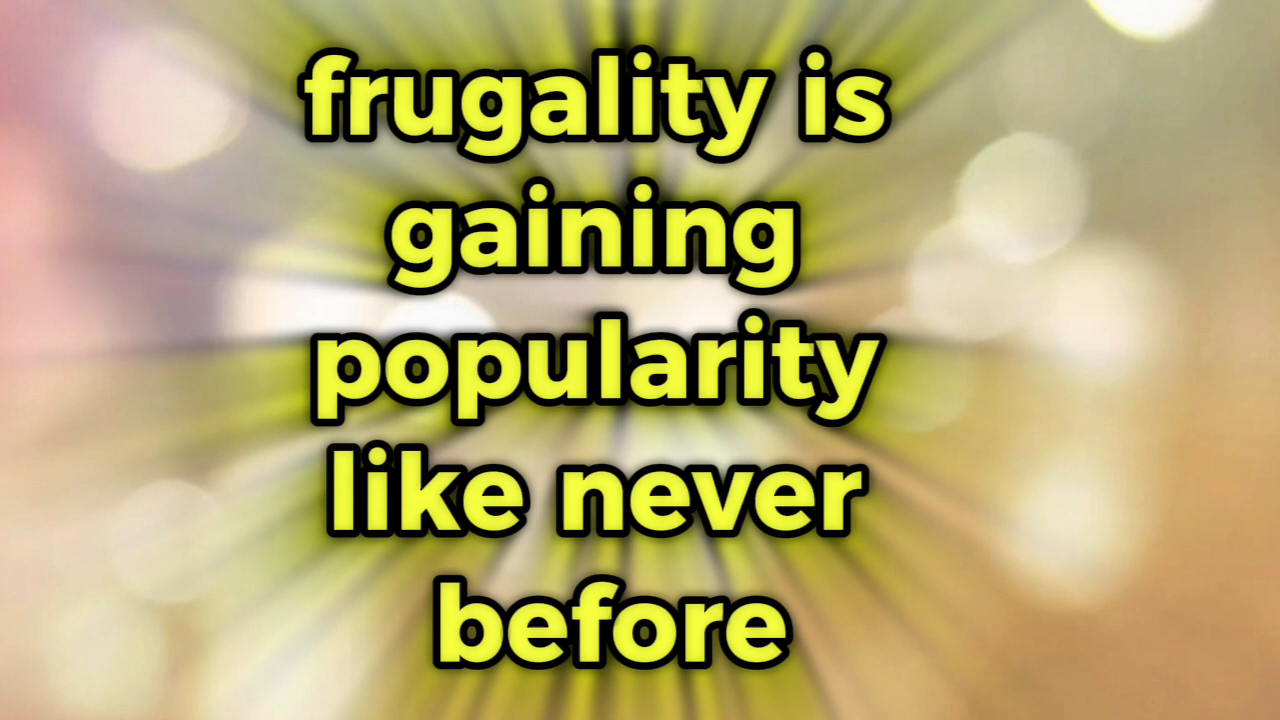 frugality is
gaining
popularity
like never
before